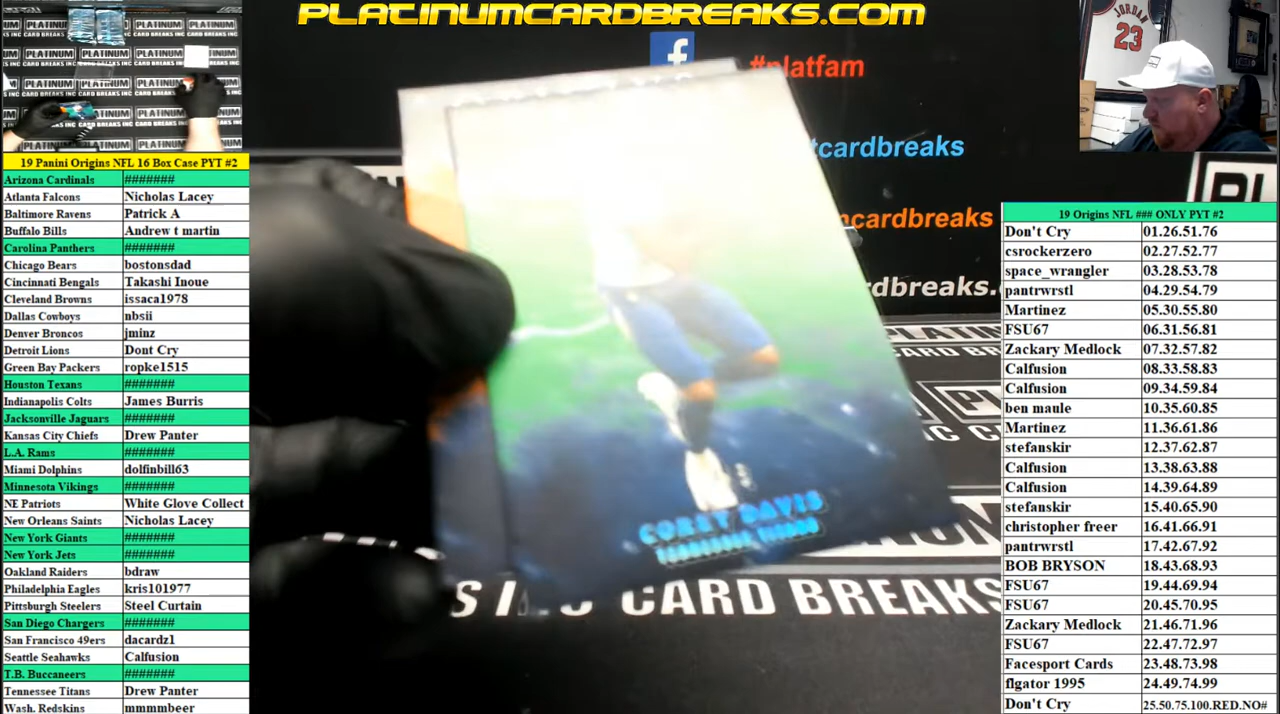 PLATINUMCARDBREAKS.COM
#platfam
tcardbreaks
mcardbreaks
dbreaks.c
JORDAN
23
COREY DAVIS
TENNESSEE TITANS
CARD BREAKS
19 Panini Origins NFL 16 Box Case PYT #2
Arizona Cardinals #######
Atlanta Falcons Nicholas Lacey
Baltimore Ravens Patrick A
Buffalo Bills Andrew t martin
Carolina Panthers #######
Chicago Bears bostonsdad
Cincinnati Bengals Takashi Inoue
Cleveland Browns issaca1978
Dallas Cowboys nbsii
Denver Broncos jminz
Detroit Lions Dont Cry
Green Bay Packers ropke1515
Houston Texans #######
Indianapolis Colts James Burris
Jacksonville Jaguars #######
Kansas City Chiefs Drew Panter
L.A. Rams #######
Miami Dolphins dolfinbill63
Minnesota Vikings #######
NE Patriots White Glove Collect
New Orleans Saints Nicholas Lacey
New York Giants #######
New York Jets #######
Oakland Raiders bdraw
Philadelphia Eagles kris101977
Pittsburgh Steelers Steel Curtain
San Diego Chargers #######
San Francisco 49ers dacardz1
Seattle Seahawks Calfusion
T.B. Buccaneers #######
Tennessee Titans Drew Panter
Wash. Redskins mmmmbeer
19 Origins NFL ### ONLY PYT #2
Don't Cry 01.26.51.76
csrockerzero 02.27.52.77
space_wrangler 03.28.53.78
pantrwrstl 04.29.54.79
Martinez 05.30.55.80
FSU67 06.31.56.81
Zackary Medlock 07.32.57.82
Calfusion 08.33.58.83
Calfusion 09.34.59.84
ben maule 10.35.60.85
Martinez 11.36.61.86
stefanskir 12.37.62.87
Calfusion 13.38.63.88
Calfusion 14.39.64.89
stefanskir 15.40.65.90
christopher freer 16.41.66.91
pantrwrstl 17.42.67.92
BOB BRYSON 18.43.68.93
FSU67 19.44.69.94
FSU67 20.45.70.95
Zackary Medlock 21.46.71.96
FSU67 22.47.72.97
Facesport Cards 23.48.73.98
flgator 1995 24.49.74.99
Don't Cry 25.50.75.100.RED.NO#